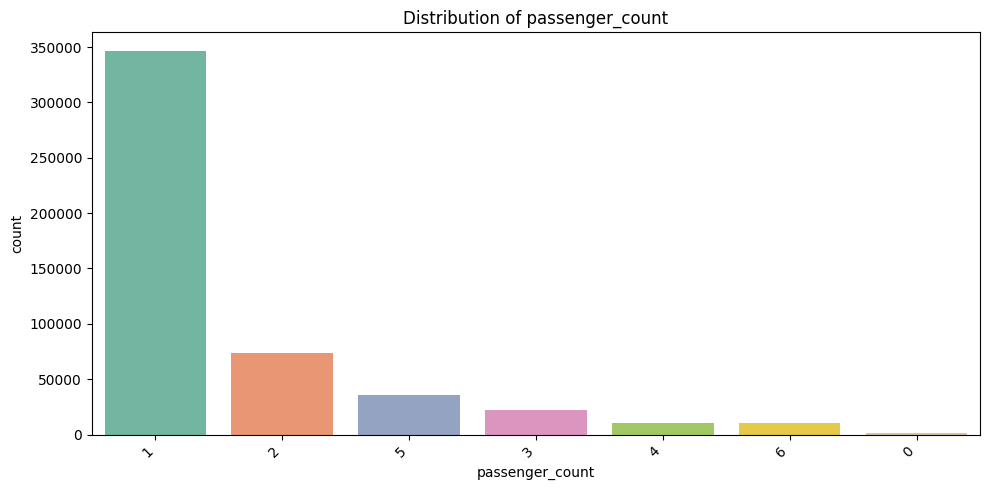 Distribution of passenger_count
350000
300000
250000
200000
150000
100000
50000
0
count
1 2 5 3 4 6 0
passenger_count